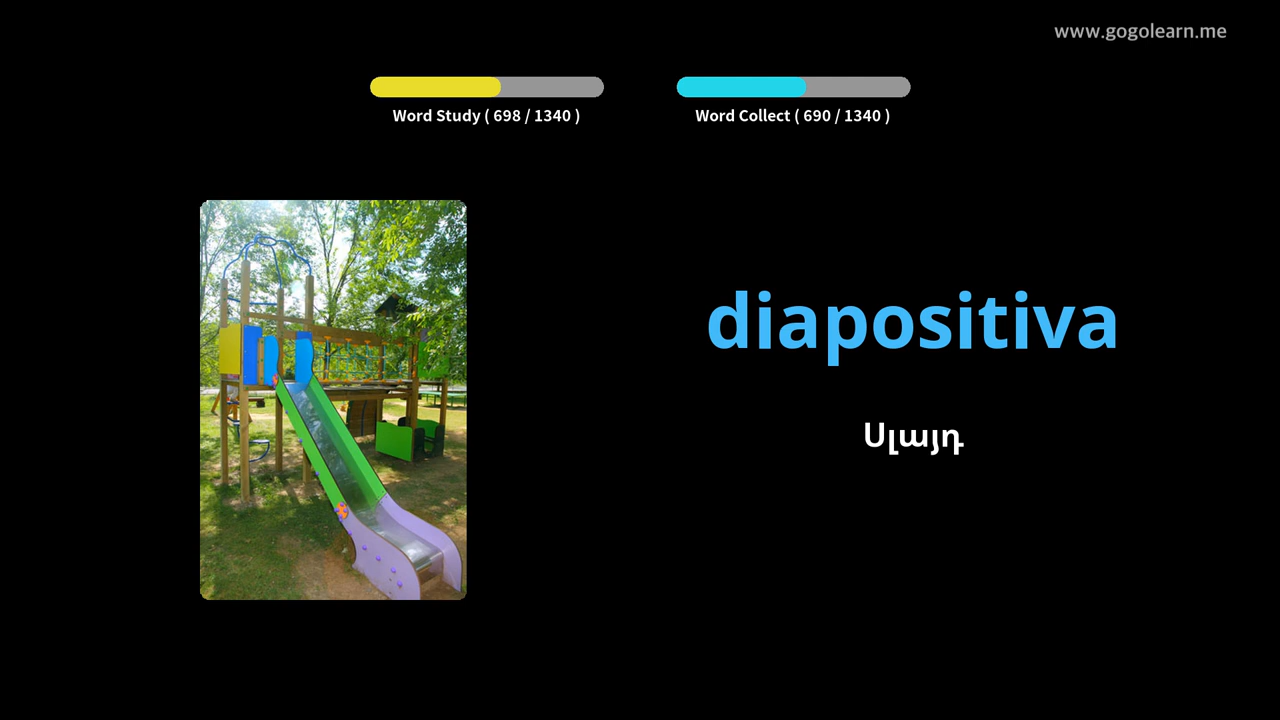 www.gogolearn.me
Word Study ( 698 / 1340 )
Word Collect ( 690 / 1340 )
diapositiva
Սլայդ